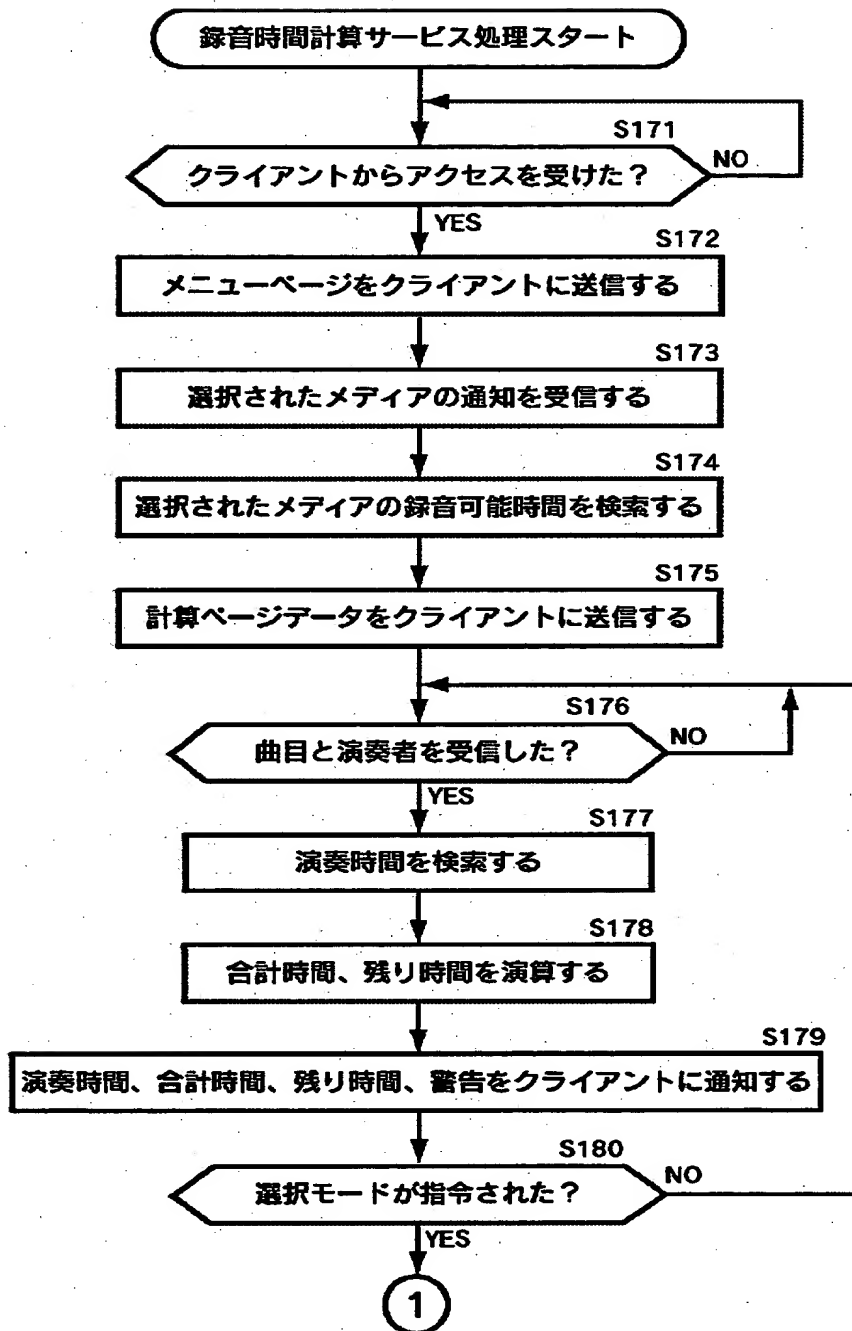 録音時間計算サービス処理スタート
S171
クライアントからアクセスを受けた？
NO
YES
S172
メニューページをクライアントに送信する
S173
選択されたメディアの通知を受信する
S174
選択されたメディアの録音可能時間を検索する
S175
計算ページデータをクライアントに送信する
S176
曲目と演奏者を受信した？
NO
YES
S177
演奏時間を検索する
S178
合計時間、残り時間を演算する
S179
演奏時間、合計時間、残り時間、警告をクライアントに通知する
S180
選択モードが指令された？
NO
YES
1